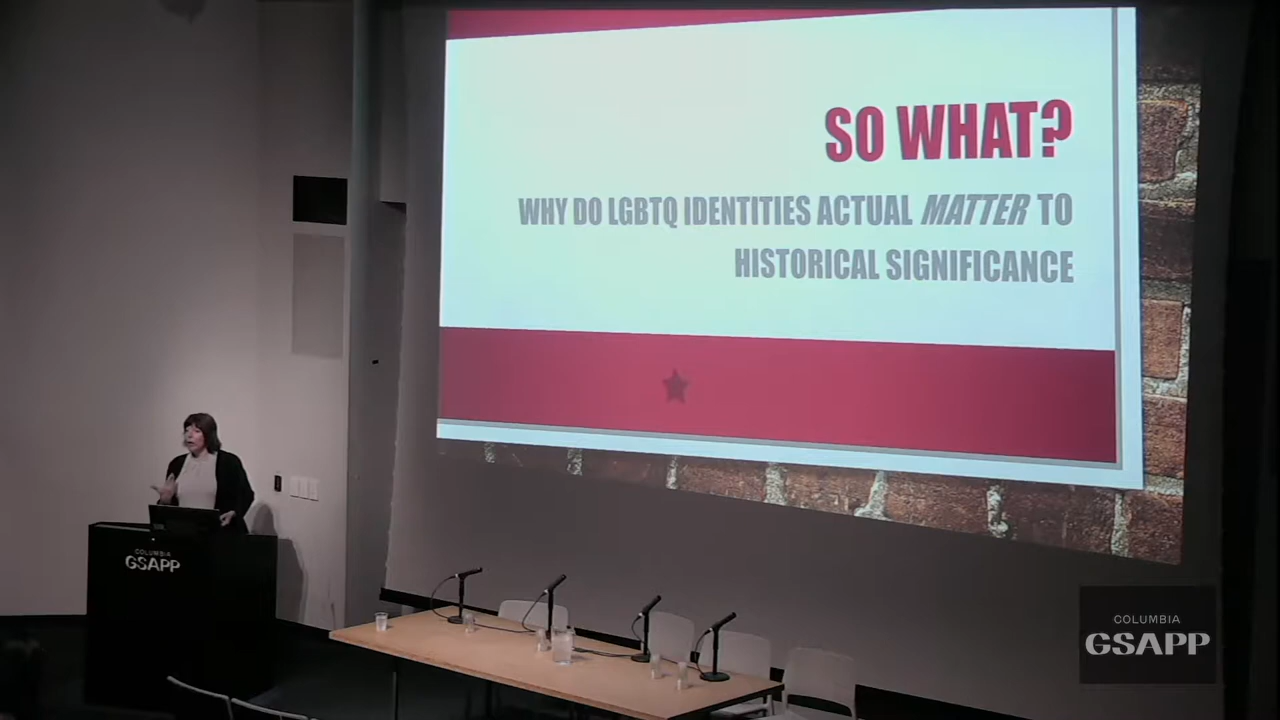 SO WHAT?
WHY DO LGBTQ IDENTITIES ACTUAL MATTER TO
HISTORICAL SIGNIFICANCE
COLUMBIA
GSAPP
COLUMBIA
GSAPP